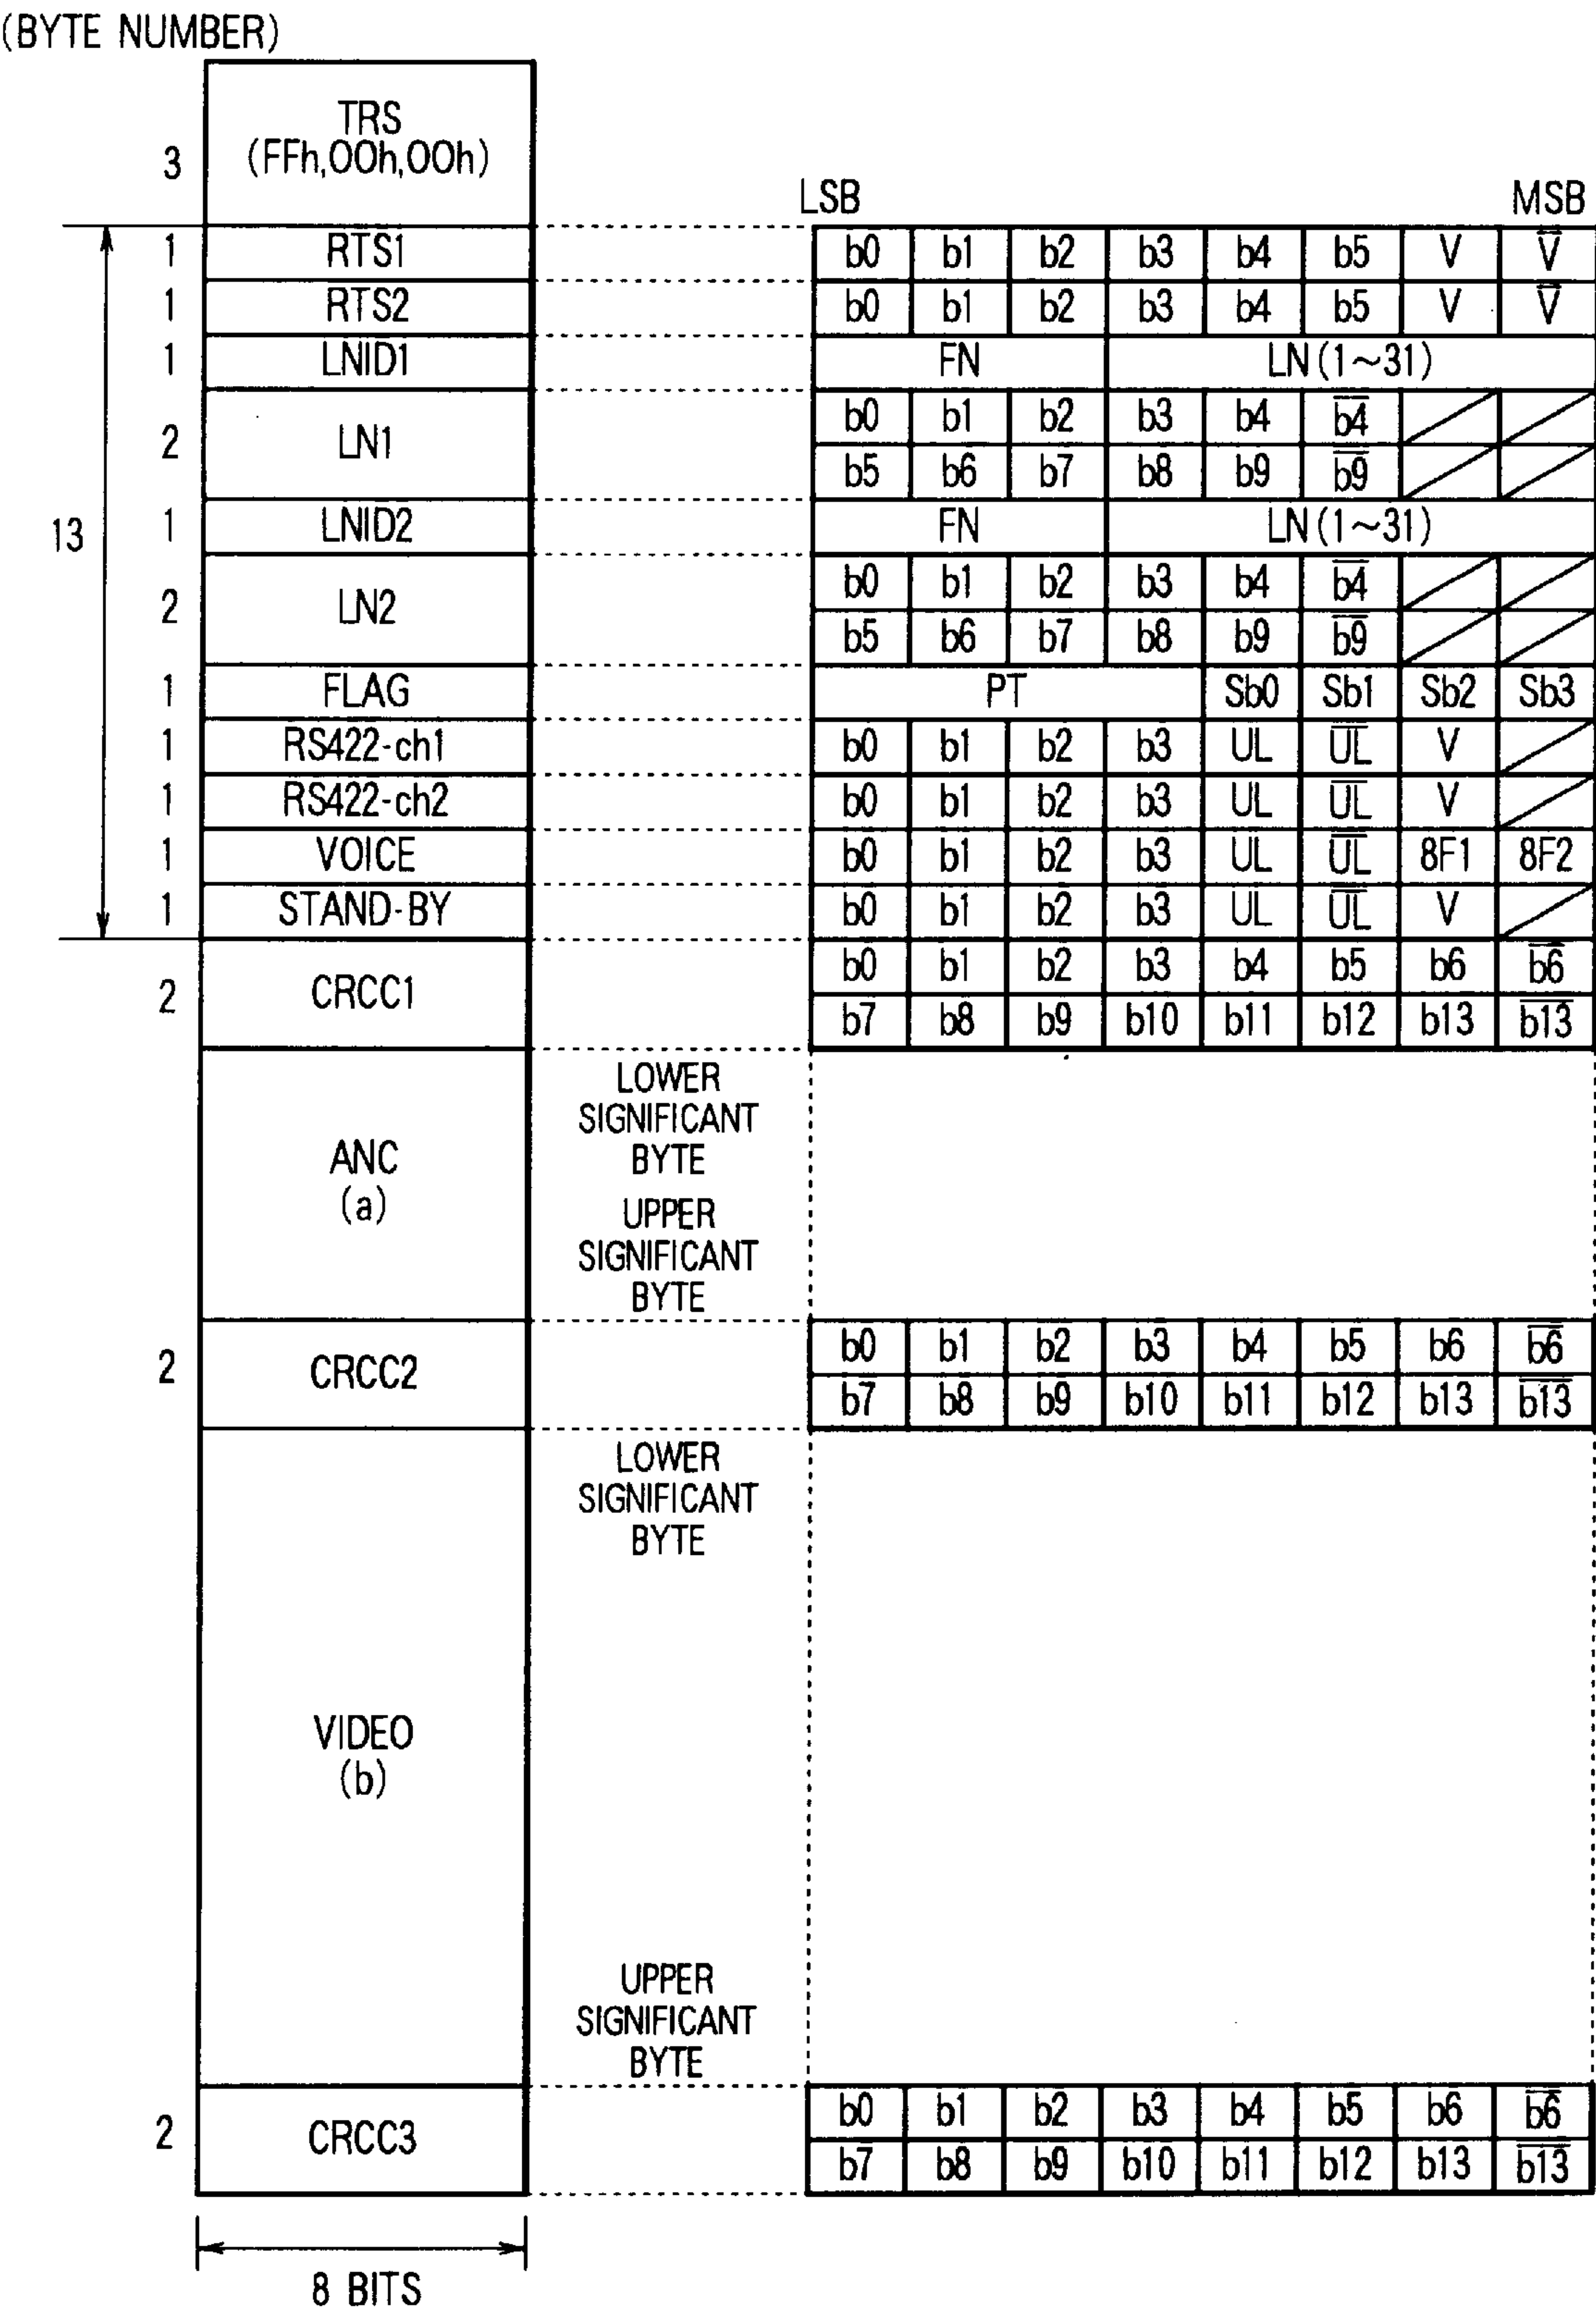 (BYTE NUMBER)
TRS
3 (FFh,00h,00h)
LSB MSB
1 RTS1 b0 b1 b2 b3 b4 b5 V V̅
1 RTS2 b0 b1 b2 b3 b4 b5 V V̅
1 LNID1 FN LN(1~31)
2 LN1 b0 b1 b2 b3 b4 b̅4̅
b5 b6 b7 b8 b9 b̅9̅
13
1 LNID2 FN LN(1~31)
2 LN2 b0 b1 b2 b3 b4 b̅4̅
b5 b6 b7 b8 b9 b̅9̅
1 FLAG PT Sb0 Sb1 Sb2 Sb3
1 RS422-ch1 b0 b1 b2 b3 UL U̅L̅ V
1 RS422-ch2 b0 b1 b2 b3 UL U̅L̅ V
1 VOICE b0 b1 b2 b3 UL U̅L̅ 8F1 8F2
1 STAND-BY b0 b1 b2 b3 UL U̅L̅ V
2 CRCC1 b0 b1 b2 b3 b4 b5 b6 b̅6̅
b7 b8 b9 b10 b11 b12 b13 b̅1̅3̅
ANC
(a)
LOWER
SIGNIFICANT
BYTE
UPPER
SIGNIFICANT
BYTE
2 CRCC2 b0 b1 b2 b3 b4 b5 b6 b̅6̅
b7 b8 b9 b10 b11 b12 b13 b̅1̅3̅
LOWER
SIGNIFICANT
BYTE
VIDEO
(b)
UPPER
SIGNIFICANT
BYTE
2 CRCC3 b0 b1 b2 b3 b4 b5 b6 b̅6̅
b7 b8 b9 b10 b11 b12 b13 b̅1̅3̅
8 BITS